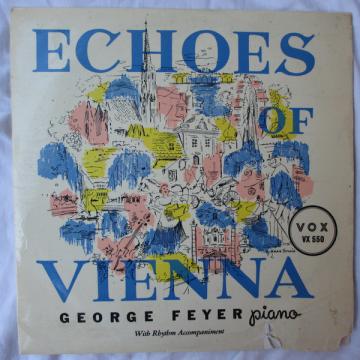 ECHOES
OF
VOX
VX 550
VIENNA
GEORGE FEYER piano
With Rhythm Accompaniment